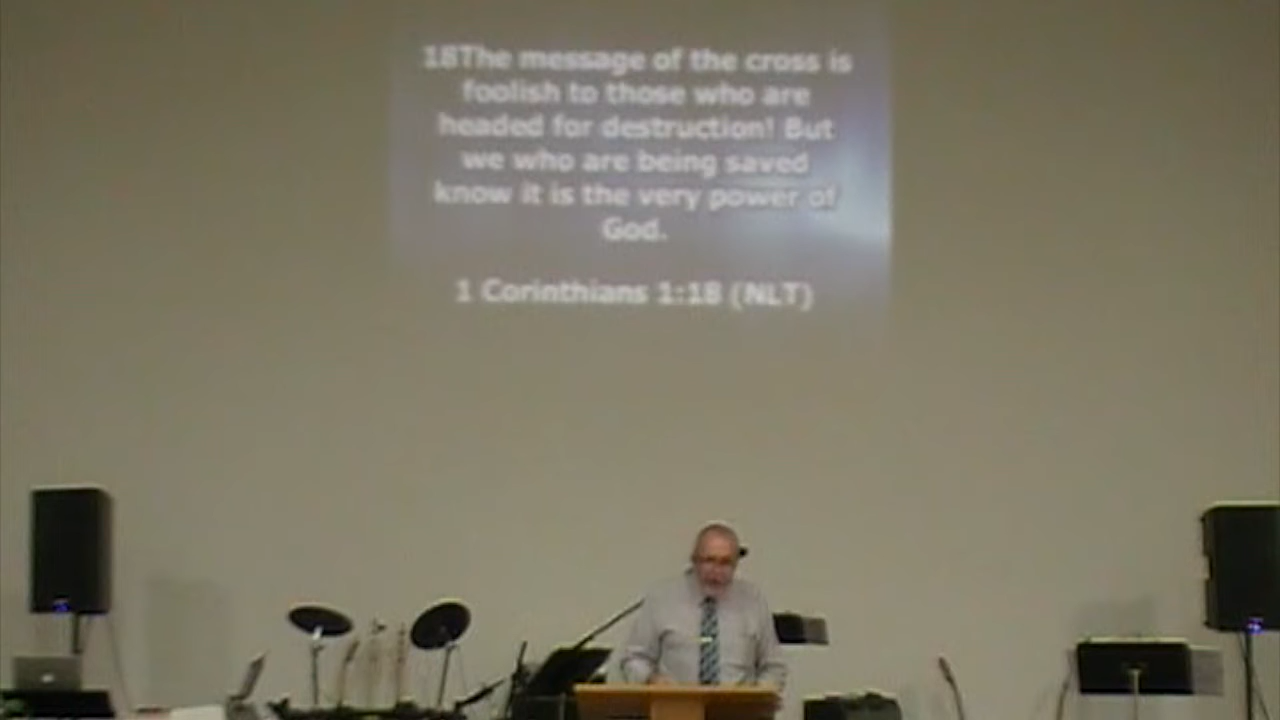 18The message of the cross is
foolish to those who are
headed for destruction! But
we who are being saved
know it is the very power of
God.
1 Corinthians 1:18 (NLT)